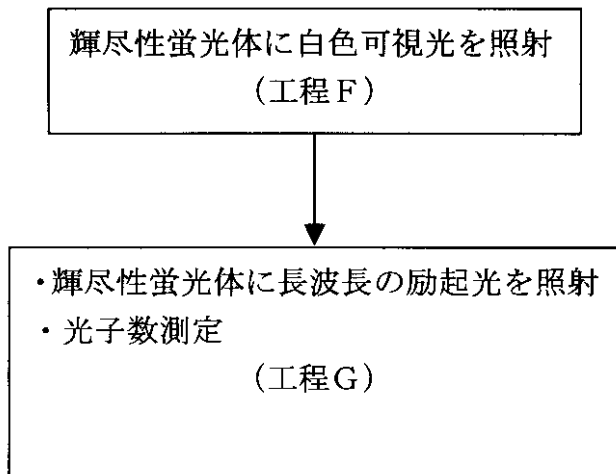 輝尽性蛍光体に白色可視光を照射
（工程Ｆ）
・輝尽性蛍光体に長波長の励起光を照射
・光子数測定
（工程Ｇ）